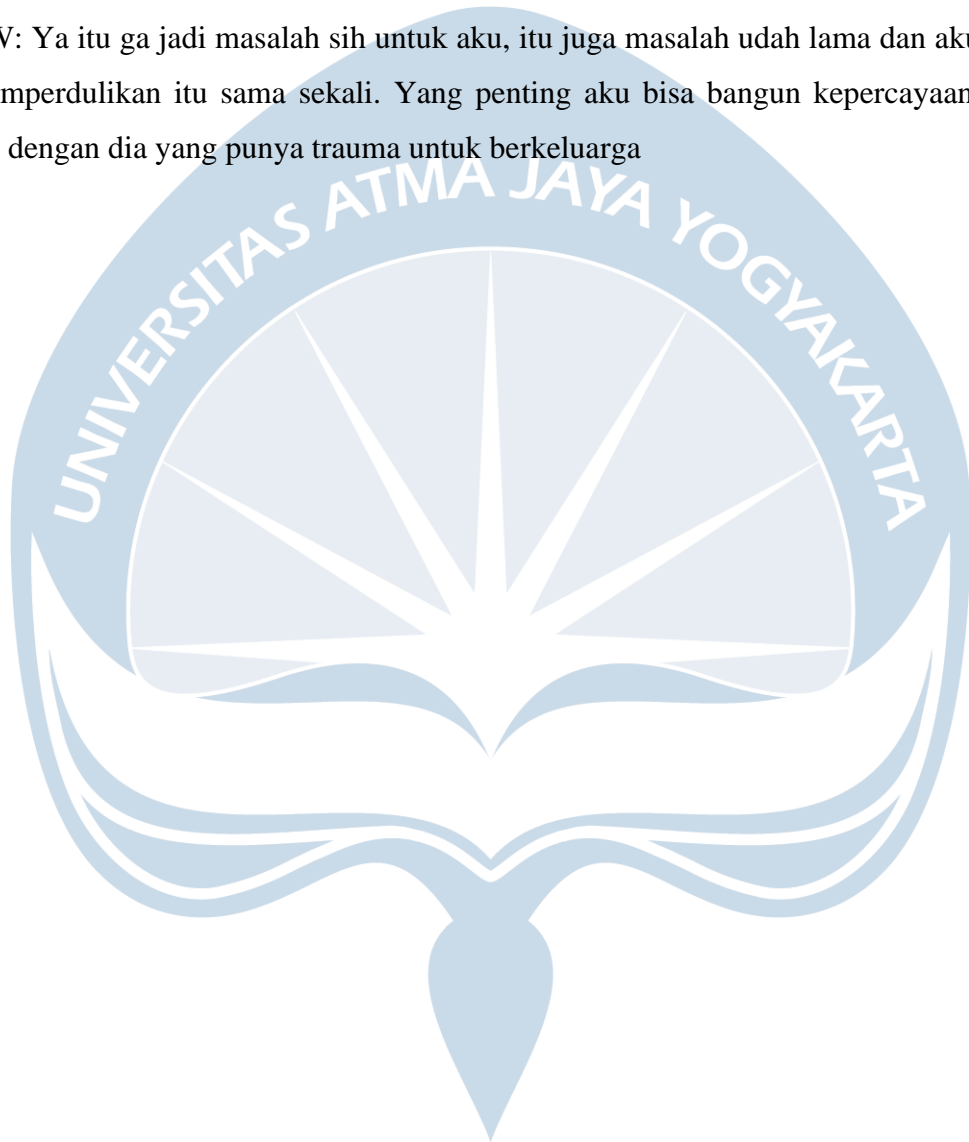 : Ya itu ga jadi masalah sih untuk aku, itu juga masalah udah lama dan aku
mperdulikan itu sama sekali. Yang penting aku bisa bangun kepercayaan
dengan dia yang punya trauma untuk berkeluarga
UNIVERSITAS ATMA JAYA YOGYAKARTA